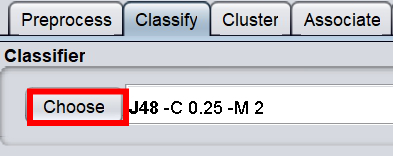 Preprocess Classify Cluster Associate
Classifier
Choose J48 -C 0.25 -M 2